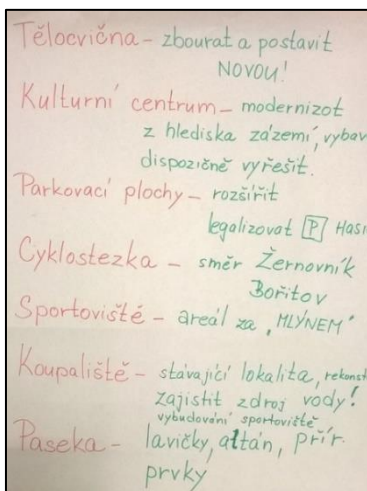 Tělocvična – zbourat a postavit
NOVOU!
Kulturní centrum – modernizot
z hlediska zázemí, vybav
dispozičně vyřešit.
Parkovací plochy – rozšířit
legalizovat P Hasi
Cyklostezka – směr Žernovník
Bořitov
Sportoviště – areál za „MLÝNEM“
Koupaliště – stávající lokalita, rekonst
zajistit zdroj vody!
vybudování sportoviště
Paseka – lavičky, altán, přír.
prvky